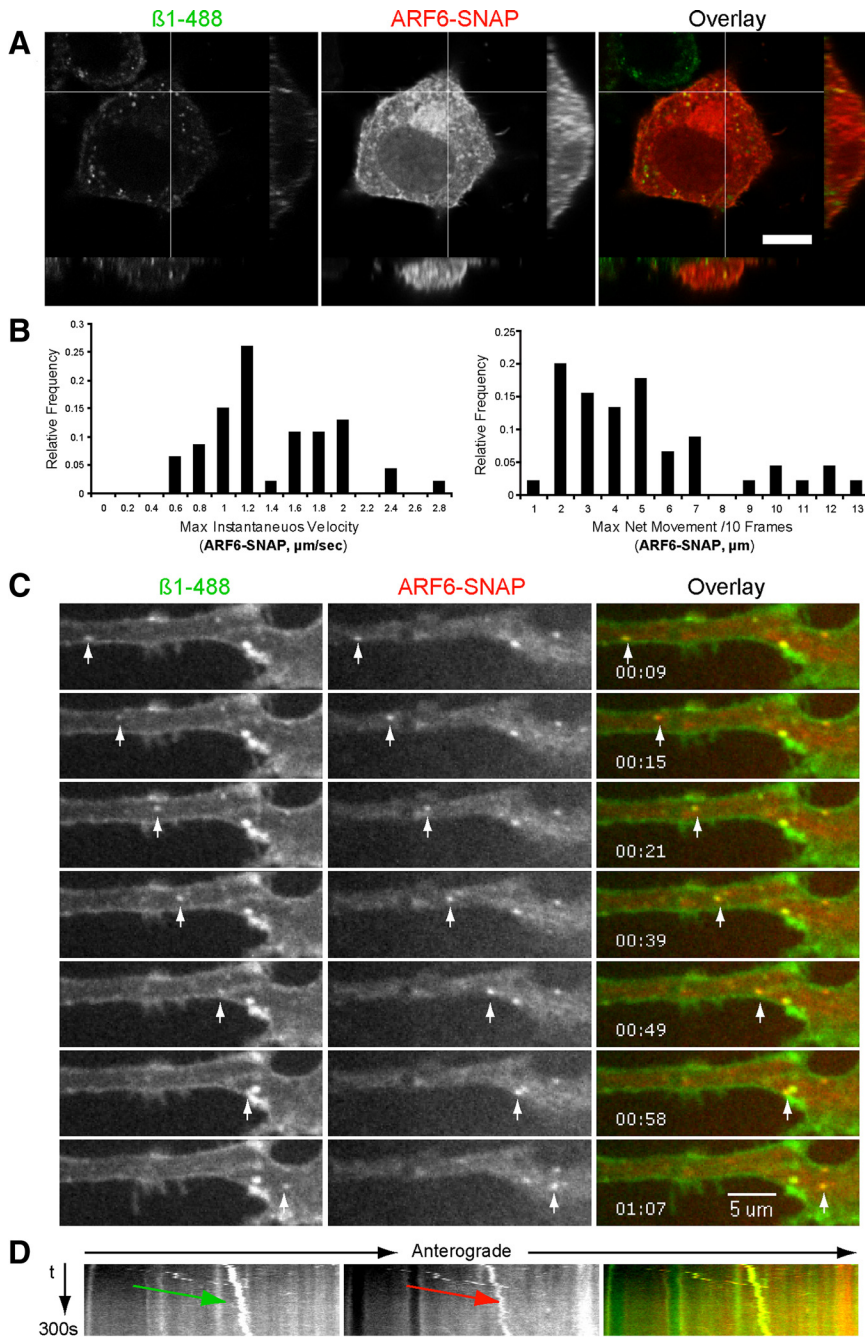 ß1-488 ARF6-SNAP Overlay
A
B
0.3
0.25
0.2
0.15
0.1
0.05
0
Relative Frequency
0 0.2 0.4 0.6 0.8 1 1.2 1.4 1.6 1.8 2 2.2 2.4 2.6 2.8
Max Instantaneuos Velocity
(ARF6-SNAP, µm/sec)
0.25
0.2
0.15
0.1
0.05
0
Relative Frequency
1 2 3 4 5 6 7 8 9 10 11 12 13
Max Net Movement /10 Frames
(ARF6-SNAP, µm)
C
ß1-488 ARF6-SNAP Overlay
00:09
00:15
00:21
00:39
00:49
00:58
01:07
5 um
D
Anterograde
t
300s